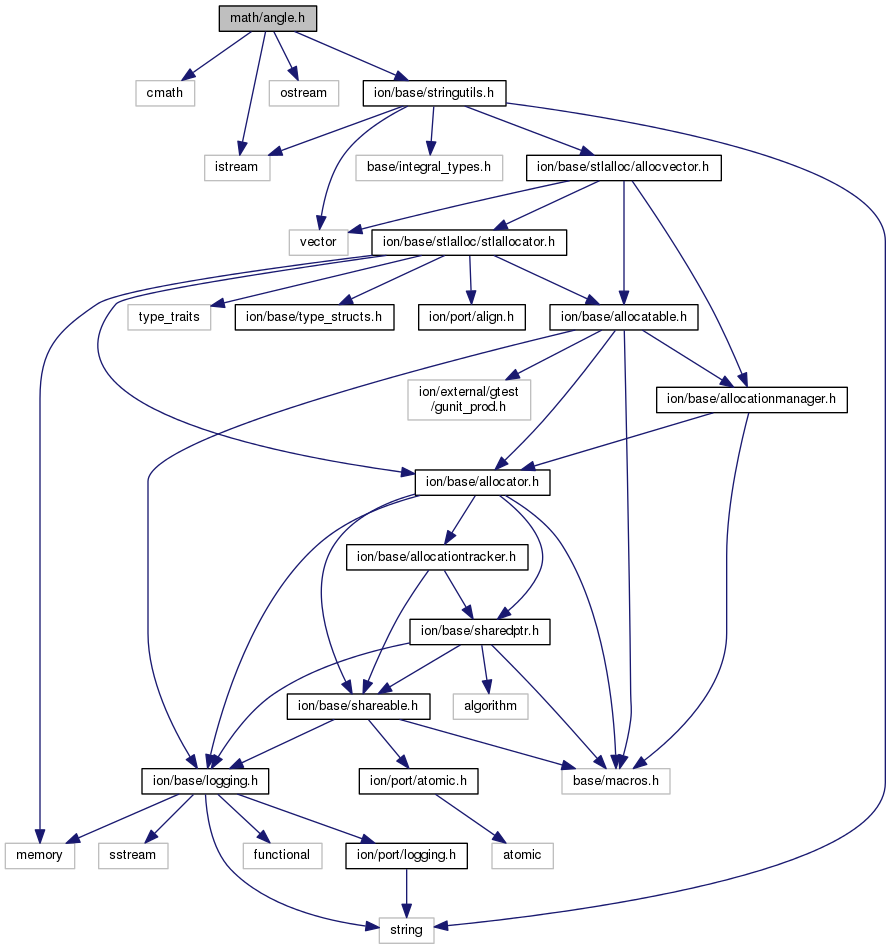 math/angle.h
cmath
ostream
ion/base/stringutils.h
istream
base/integral_types.h
ion/base/stlalloc/allocvector.h
vector
ion/base/stlalloc/stlallocator.h
type_traits
ion/base/type_structs.h
ion/port/align.h
ion/base/allocatable.h
ion/external/gtest
/gunit_prod.h
ion/base/allocationmanager.h
ion/base/allocator.h
ion/base/allocationtracker.h
ion/base/sharedptr.h
ion/base/shareable.h
algorithm
ion/base/logging.h
ion/port/atomic.h
base/macros.h
memory
sstream
functional
ion/port/logging.h
atomic
string